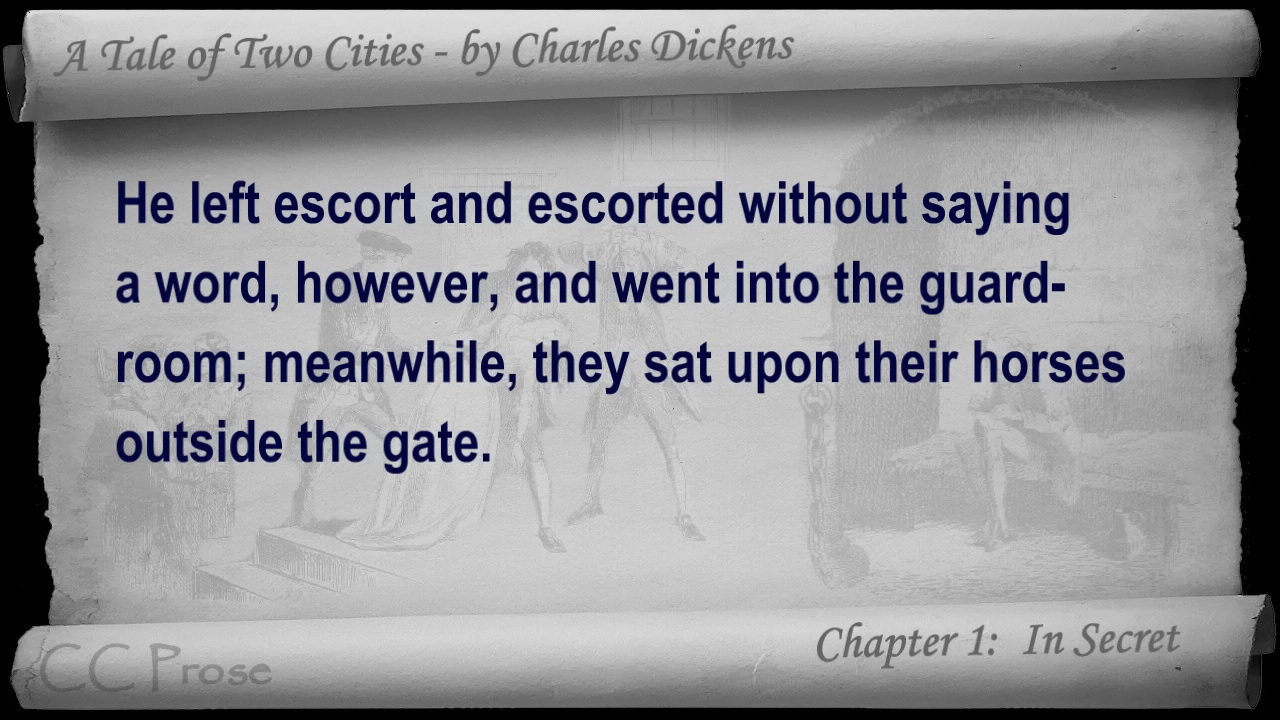 A Tale of Two Cities - by Charles Dickens
He left escort and escorted without saying
a word, however, and went into the guard-
room; meanwhile, they sat upon their horses
outside the gate.
Chapter 1: In Secret
CC Prose